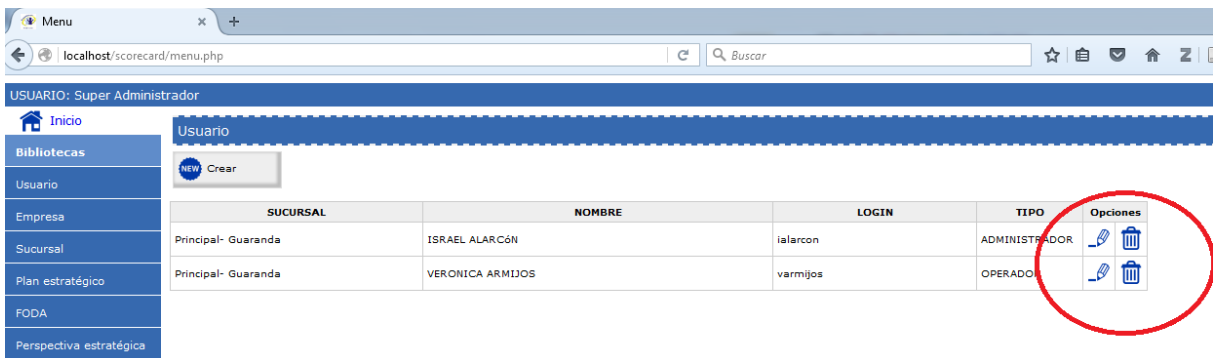 Menu
localhost/scorecard/menu.php
Buscar
Z
USUARIO: Super Administrador
Inicio
Bibliotecas
Usuario
Empresa
Sucursal
Plan estratégico
FODA
Perspectiva estratégica
Usuario
NEW Crear
SUCURSAL NOMBRE LOGIN TIPO Opciones
Principal- Guaranda ISRAEL ALARCóN ialarcon ADMINISTRADOR
Principal- Guaranda VERONICA ARMIJOS varmijos OPERADOR